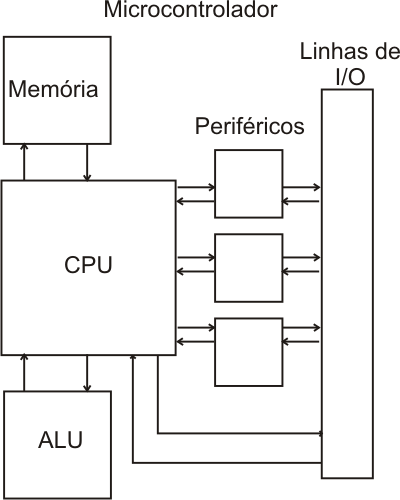 Microcontrolador
Linhas de
I/O
Memória
Periféricos
CPU
ALU